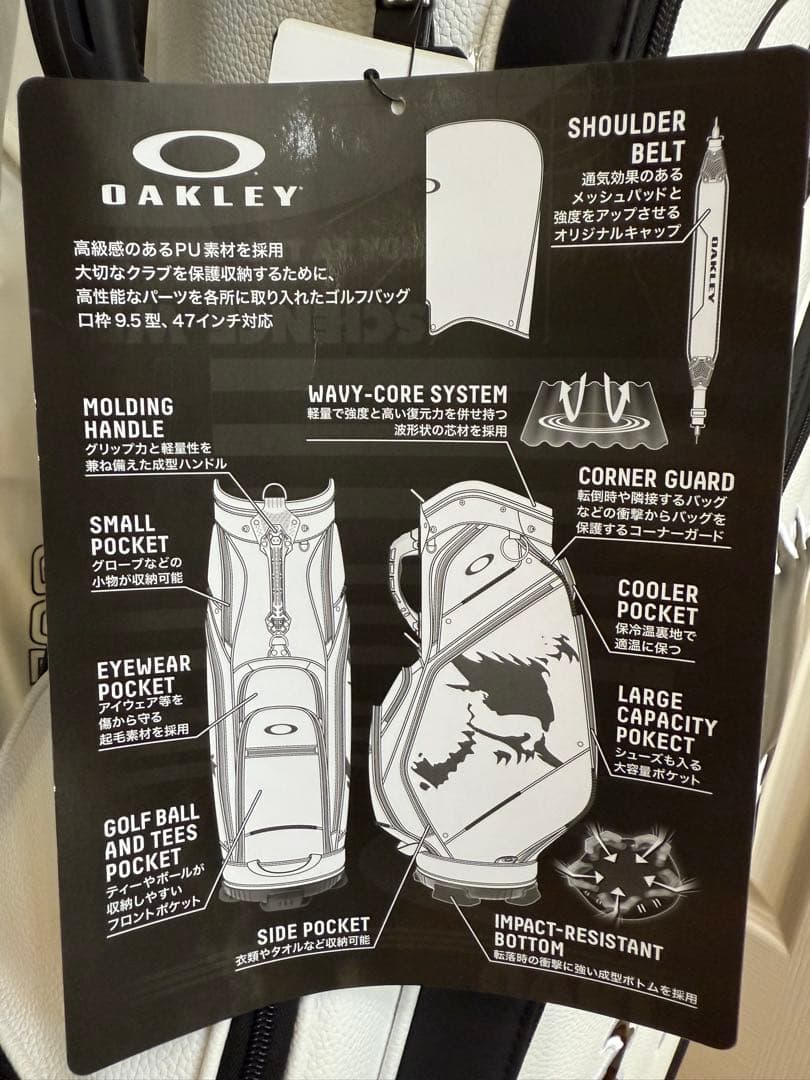 OAKLEY
高級感のあるPU素材を採用
大切なクラブを保護収納するために、
高性能なパーツを各所に取り入れたゴルフバッグ
口枠9.5型、47インチ対応
SHOULDER
BELT
通気効果のある
メッシュパッドと
強度をアップさせる
オリジナルキャップ
OAKLEY
WAVY-CORE SYSTEM
軽量で強度と高い復元力を併せ持つ
波形状の芯材を採用
MOLDING
HANDLE
グリップ力と軽量性を
兼ね備えた成型ハンドル
CORNER GUARD
転倒時や隣接するバッグ
などの衝撃からバッグを
保護するコーナーガード
SMALL
POCKET
グローブなどの
小物が収納可能
COOLER
POCKET
保冷温裏地で
適温に保つ
EYEWEAR
POCKET
アイウェア等を
傷から守る
起毛素材を採用
LARGE
CAPACITY
POKECT
シューズも入る
大容量ポケット
GOLF BALL
AND TEES
POCKET
ティーやボールが
収納しやすい
フロントポケット
SIDE POCKET
衣類やタオルなど収納可能
IMPACT-RESISTANT
BOTTOM
転落時の衝撃に強い成型ボトムを採用